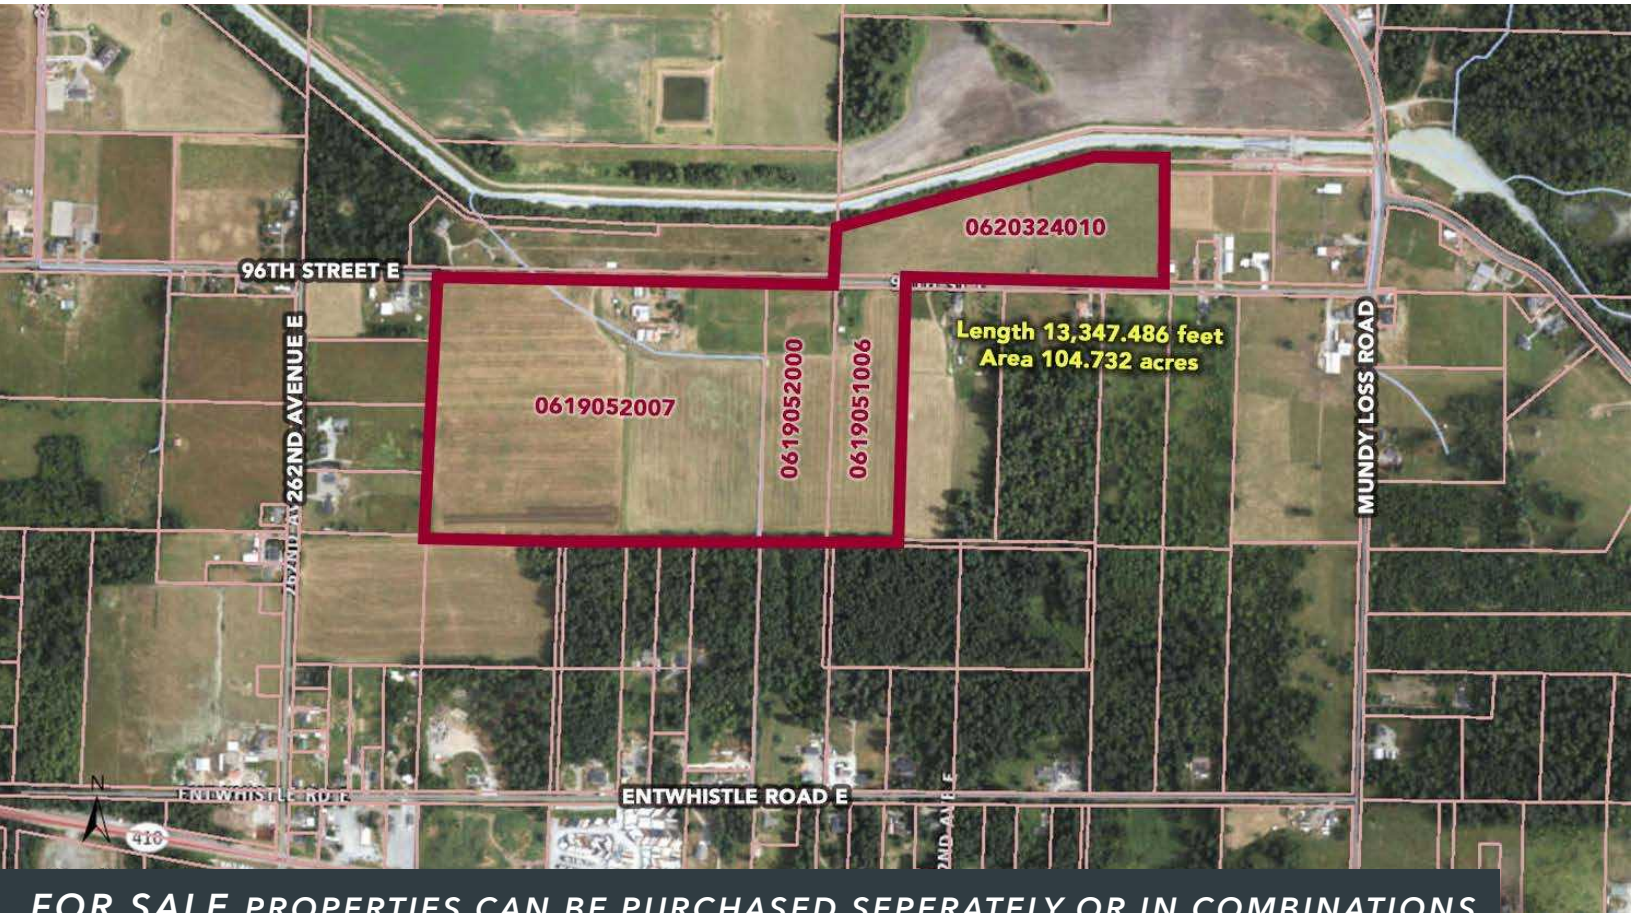 0620324010
96TH STREET E
Length 13,347.486 feet
Area 104.732 acres
0619052007
0619052000
0619051006
262ND AVENUE E
MUNDY LOSS ROAD
N
ENTWHISTLE RD E
ENTWHISTLE ROAD E
410
FOR SALE PROPERTIES CAN BE PURCHASED SEPERATELY OR IN COMBINATIONS